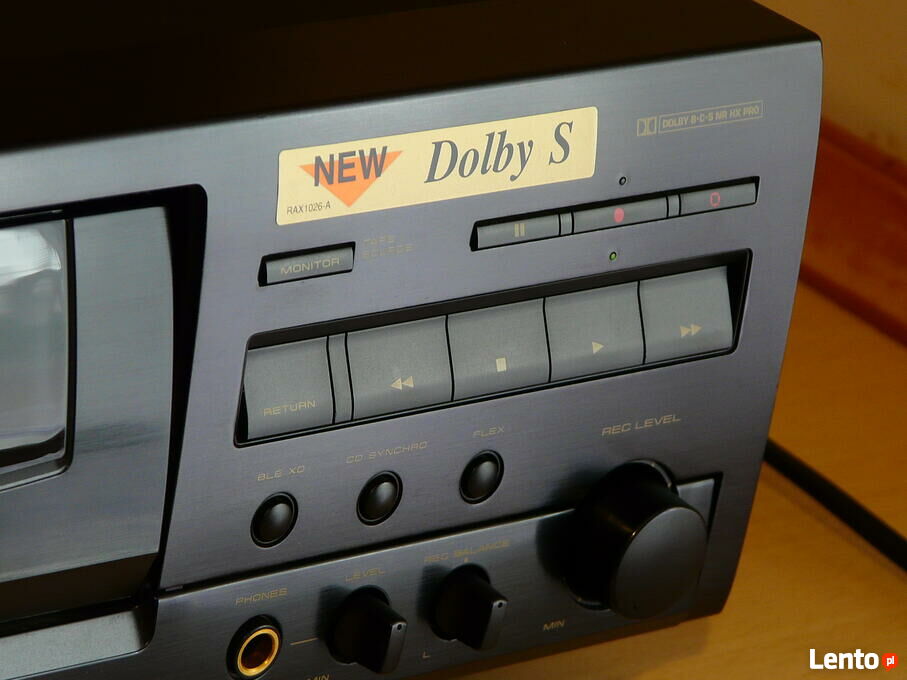 DOLBY B·C·S NR HX PRO
NEW Dolby S
RAX1026-A
TAPE
SOURCE
MONITOR
RETURN
REC LEVEL
BLE XD
CD SYNCHRO
FLEX
PHONES
LEVEL
REC BALANCE
MIN
L
MIN
Lento pl